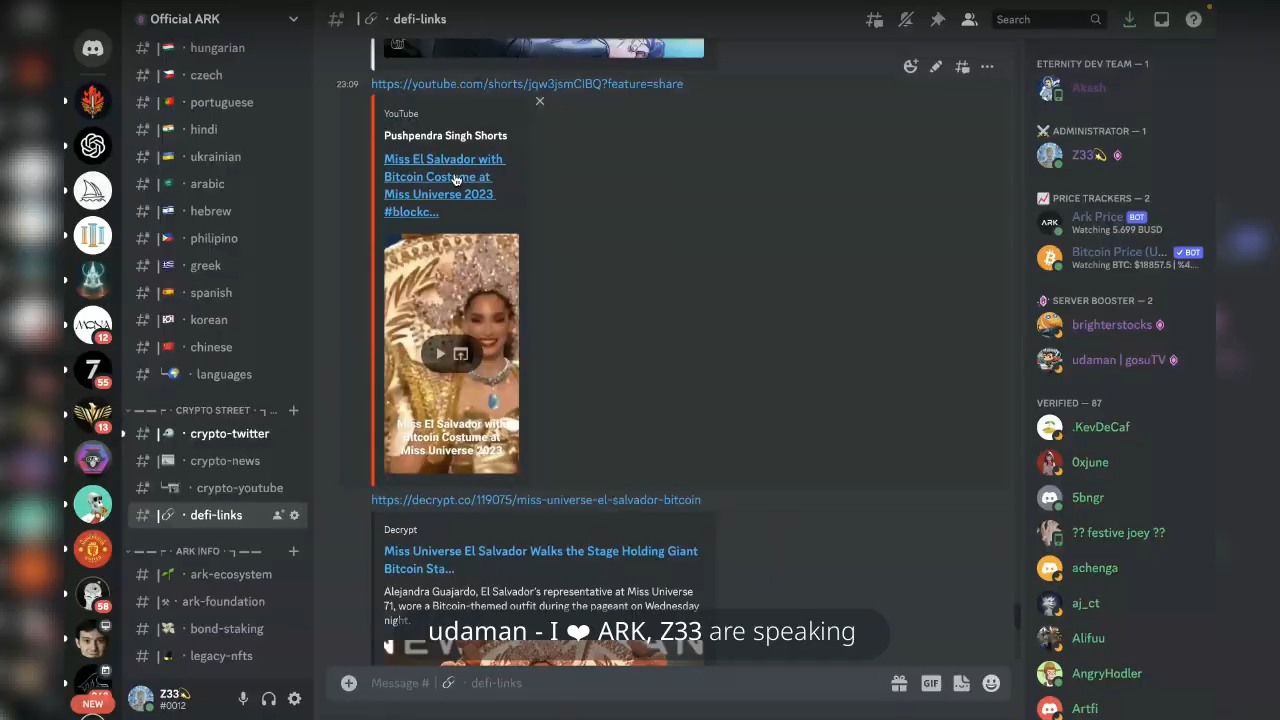 Official ARK
hungarian
czech
portuguese
hindi
ukrainian
arabic
hebrew
philipino
greek
spanish
korean
chinese
languages
CRYPTO STREET
crypto-twitter
crypto-news
crypto-youtube
defi-links
ARK INFO
ark-ecosystem
ark-foundation
bond-staking
legacy-nfts
Z33
#0012
12
7
55
13
58
NEW
defi-links
Search
23:09
https://youtube.com/shorts/jqw3jsmClBQ?feature=share
YouTube
Pushpendra Singh Shorts
Miss El Salvador with
Bitcoin Costume at
Miss Universe 2023
#blockc...
Miss El Salvador with
Bitcoin Costume at
Miss Universe 2023
https://decrypt.co/119075/miss-universe-el-salvador-bitcoin
Decrypt
Miss Universe El Salvador Walks the Stage Holding Giant
Bitcoin Sta...
Alejandra Guajardo, El Salvador's representative at Miss Universe
71, wore a Bitcoin-themed outfit during the pageant on Wednesday
night.
udaman - I ❤ ARK, Z33 are speaking
Message # | · defi-links
GIF
ETERNITY DEV TEAM — 1
Akash
ADMINISTRATOR — 1
Z33
PRICE TRACKERS — 2
ARK
Ark Price BOT
Watching 5.699 BUSD
Bitcoin Price (U... ✓ BOT
Watching BTC: $18857.5 | %4...
SERVER BOOSTER — 2
brighterstocks
udaman | gosuTV
VERIFIED — 87
.KevDeCaf
0xjune
5bngr
?? festive joey ??
achenga
aj_ct
Alifuu
AngryHodler
Artfi